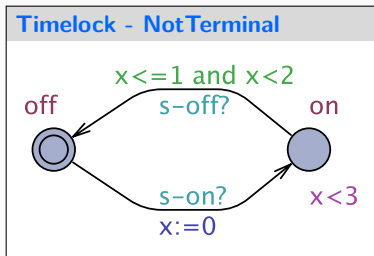 Timelock - NotTerminal
x<=1 and x<2
off
s-off?
on
s-on?
x<3
x:=0